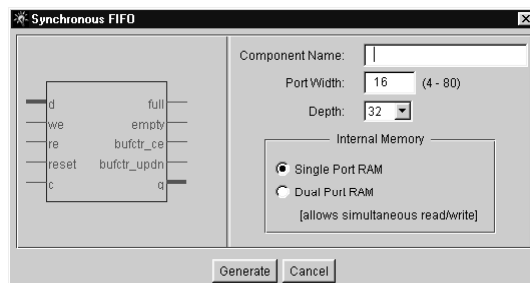 Synchronous FIFO
d
we
re
reset
c
full
empty
bufctr_ce
bufctr_updn
q
Component Name:
Port Width: 16 (4 - 80)
Depth: 32
Internal Memory
Single Port RAM
Dual Port RAM
[allows simultaneous read/write]
Generate Cancel